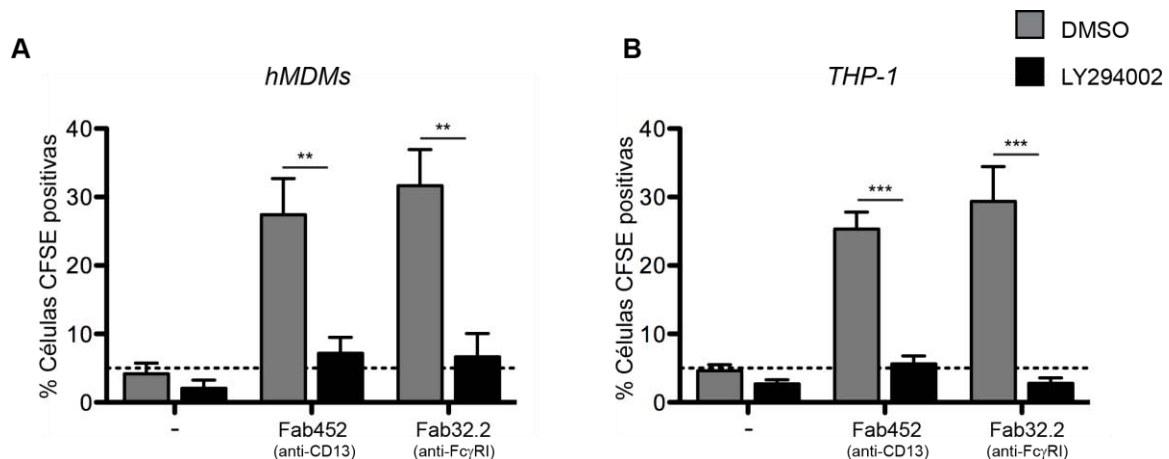 DMSO
LY294002
A
hMDMs
% Células CFSE positivas
40
30
20
10
0
**
**
-
Fab452
(anti-CD13)
Fab32.2
(anti-FcγRI)
B
THP-1
% Células CFSE positivas
40
30
20
10
0
***
***
-
Fab452
(anti-CD13)
Fab32.2
(anti-FcγRI)